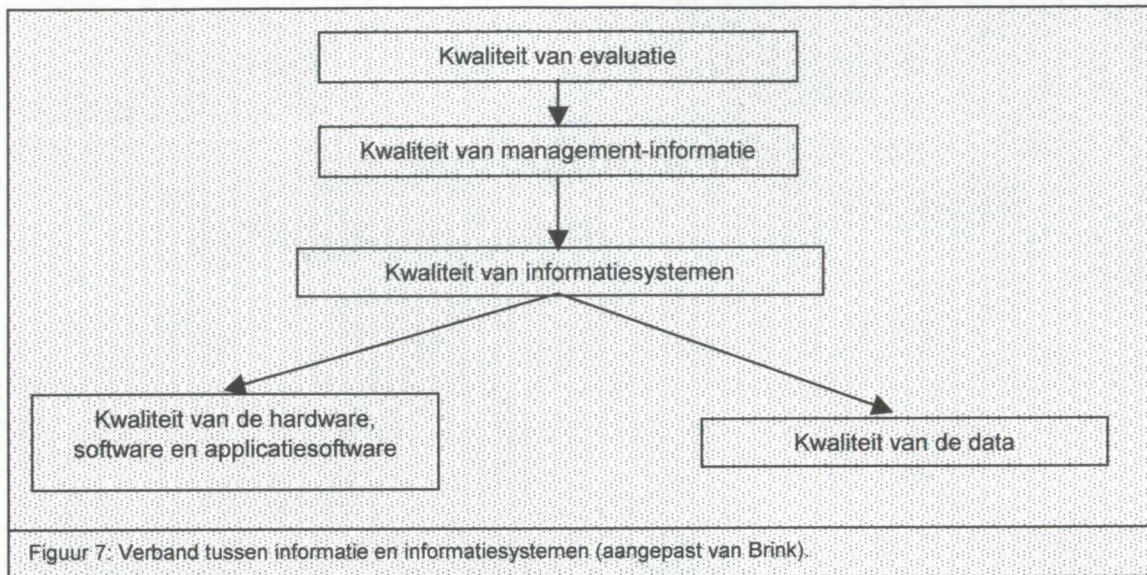 Kwaliteit van evaluatie
Kwaliteit van management-informatie
Kwaliteit van informatiesystemen
Kwaliteit van de hardware,
software en applicatiesoftware
Kwaliteit van de data
Figuur 7: Verband tussen informatie en informatiesystemen (aangepast van Brink).